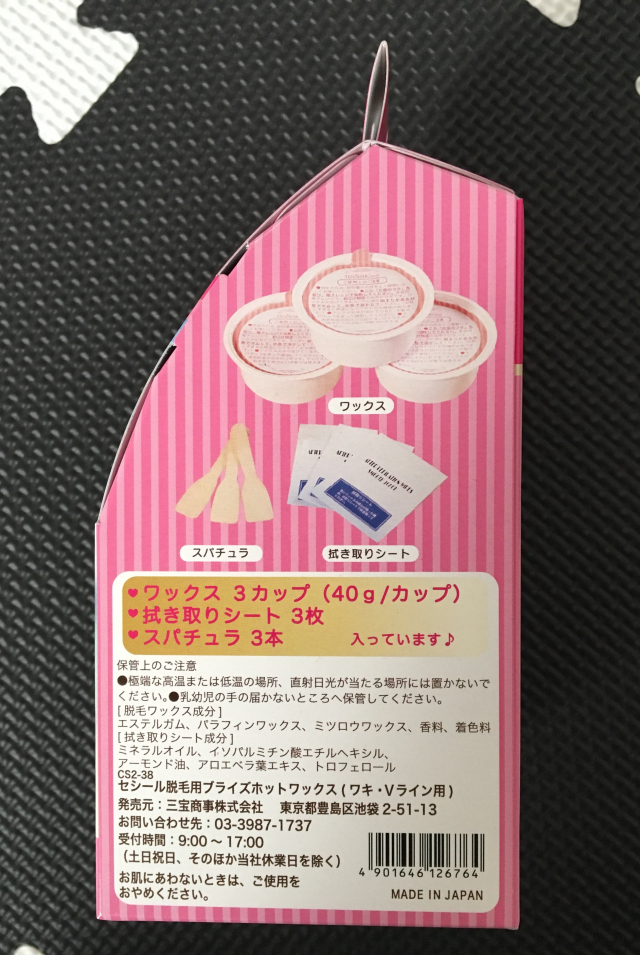 ワックス
スパチュラ
拭き取りシート
♥ワックス 3カップ（40g/カップ）
♥拭き取りシート 3枚
♥スパチュラ 3本 入っています♪
保管上のご注意
●極端な高温または低温の場所、直射日光が当たる場所には置かないで
ください。●乳幼児の手の届かないところへ保管してください。
[ 脱毛ワックス成分 ]
エステルガム、パラフィンワックス、ミツロウワックス、香料、着色料
[ 拭き取りシート成分 ]
ミネラルオイル、イソパルミチン酸エチルヘキシル、
アーモンド油、アロエベラ葉エキス、トロフェロール
CS2-38
セシール脱毛用ブライズホットワックス ( ワキ・Vライン用 )
発売元：三宝商事株式会社 東京都豊島区池袋 2-51-13
お問い合わせ先：03-3987-1737
受付時間：9:00 〜 17:00
（土日祝日、そのほか当社休業日を除く）
お肌にあわないときは、ご使用を
おやめください。
4 901646 126764
MADE IN JAPAN